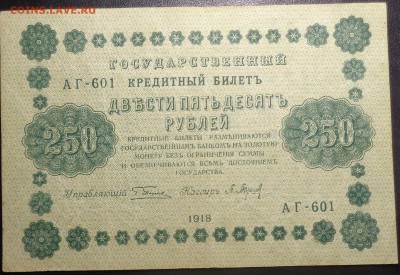 COINS.LAVE.RU
ГОСУДАРСТВЕННЫЙ
АГ-601 КРЕДИТНЫЙ БИЛЕТЪ
ДВѢСТИ ПЯТЬДЕСЯТЪ
РУБЛЕЙ
250 250
КРЕДИТНЫЕ БИЛЕТЫ РАЗМѢНИВАЮТСЯ
ГОСУДАРСТВЕННЫМЪ БАНКОМЪ НА ЗОЛОТУЮ
МОНЕТУ БЕЗЪ ОГРАНИЧЕНІЯ СУММЫ
И ОБЕЗПЕЧИВАЮТСЯ ВСѢМЪ ДОСТОЯНІЕМЪ
ГОСУДАРСТВА.
Управляющій Кассиръ
АГ-601
1918